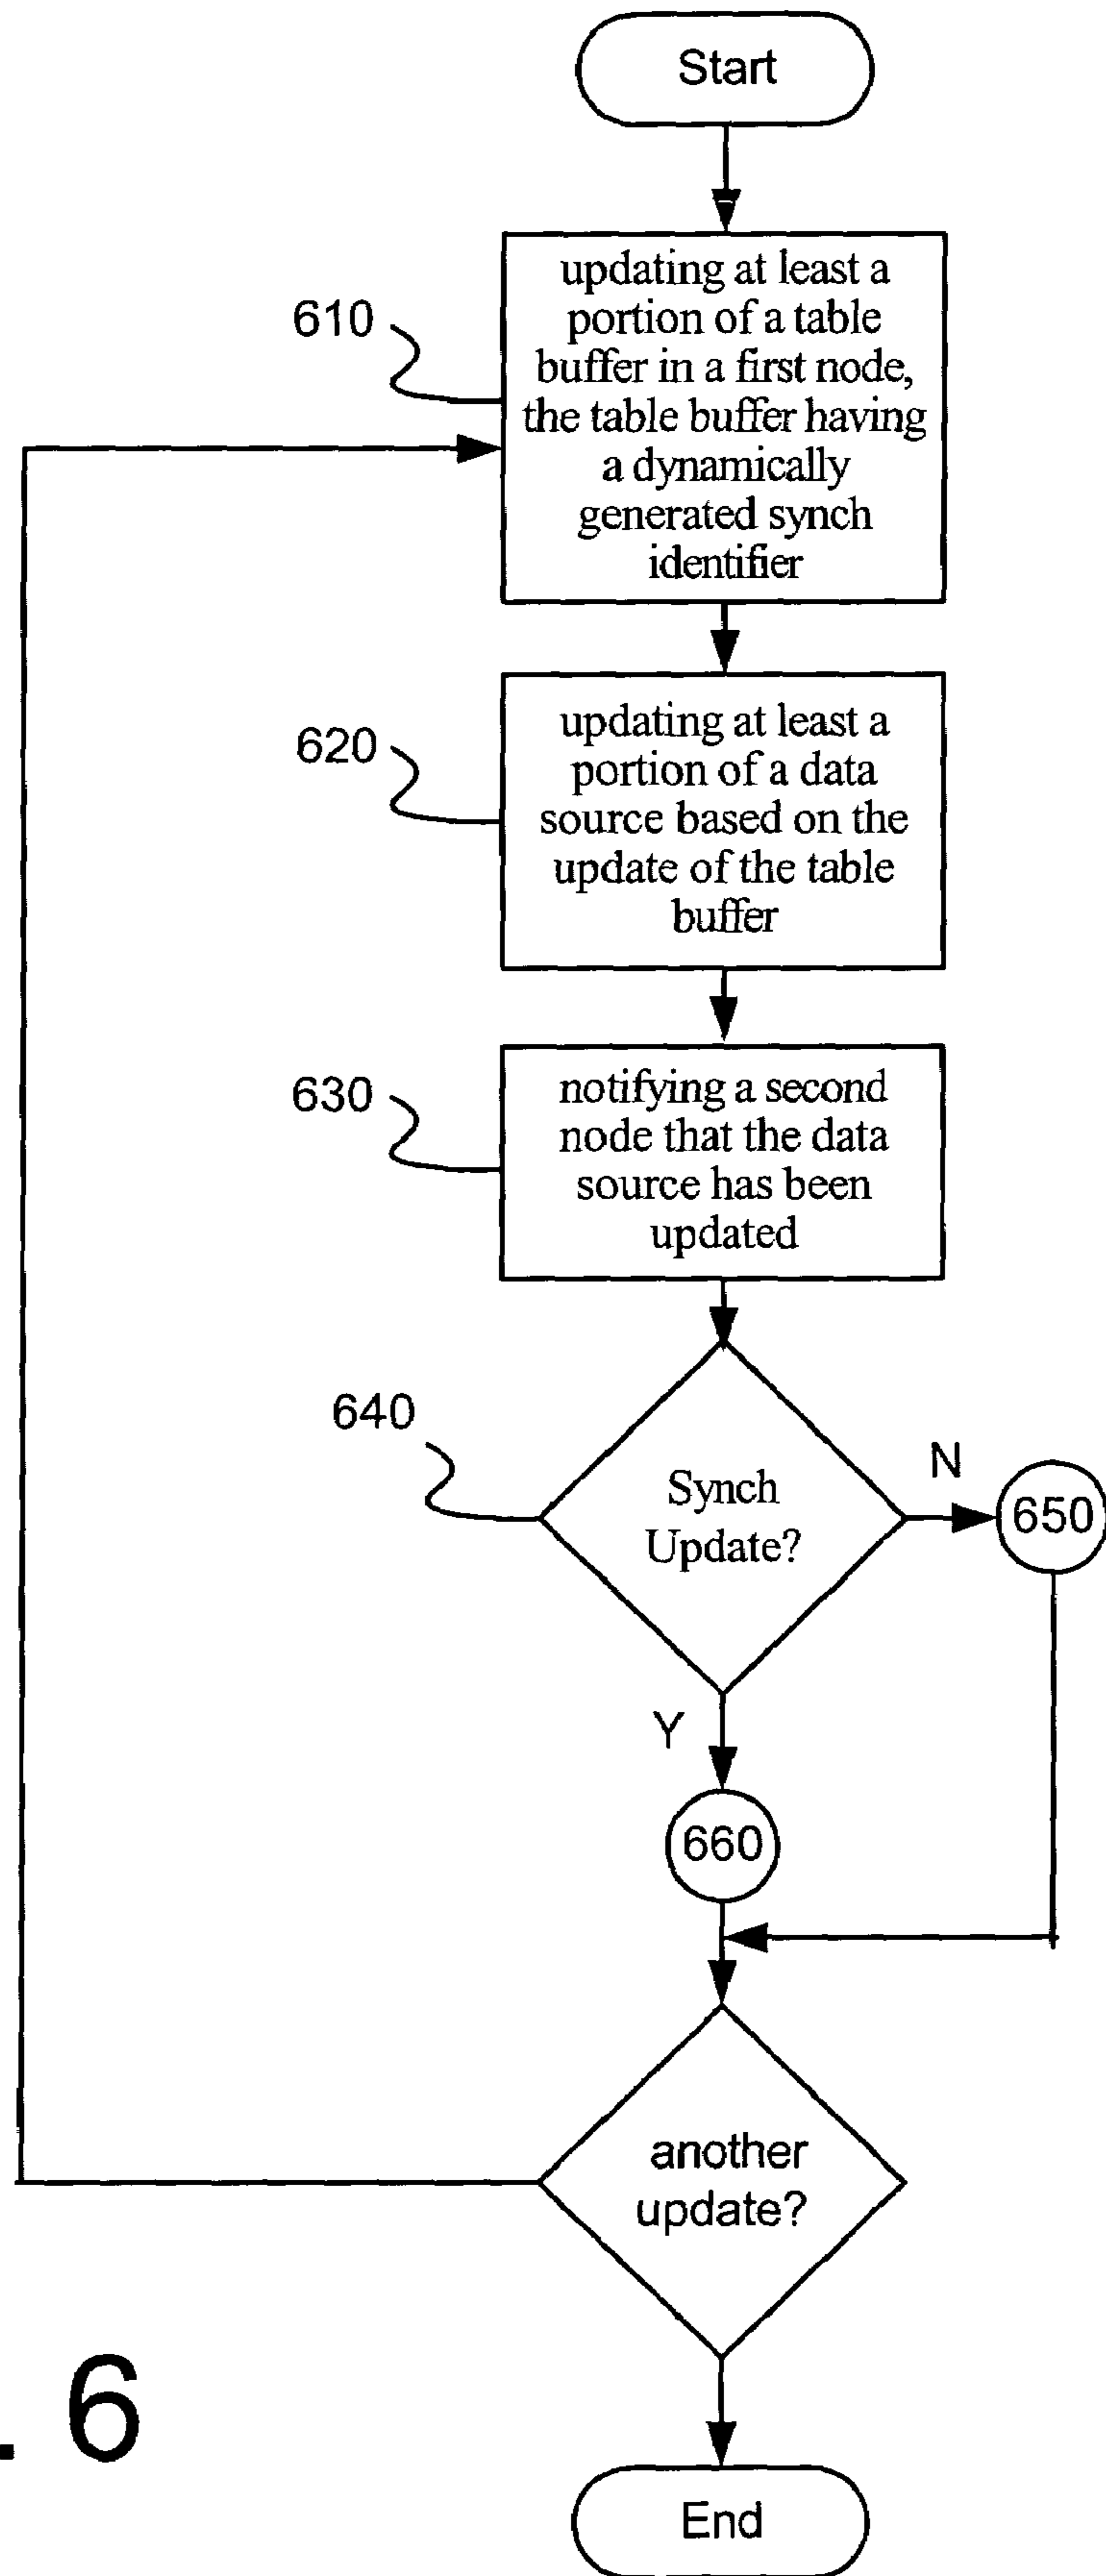 Start
610
updating at least a
portion of a table
buffer in a first node,
the table buffer having
a dynamically
generated synch
identifier
620
updating at least a
portion of a data
source based on the
update of the table
buffer
630
notifying a second
node that the data
source has been
updated
640
Synch
Update?
N
650
Y
660
another
update?
. 6
End